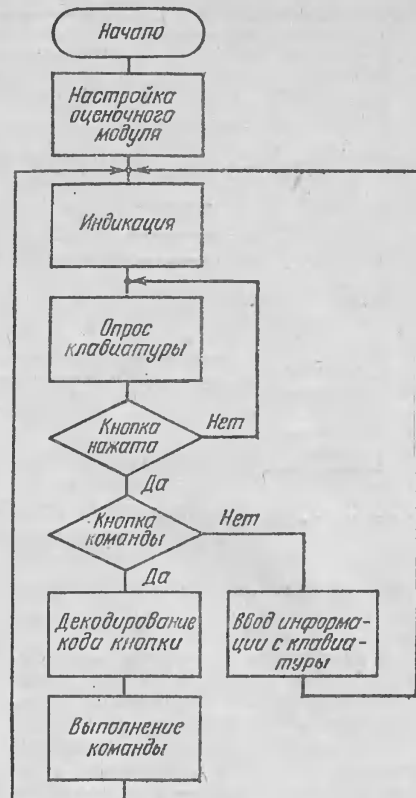 Начало
Настройка
оценочного
модуля
Индикация
Опрос
клавиатуры
Кнопка
нажата
Нет
Да
Кнопка
команды
Нет
Да
Декодирование
кода кнопки
Ввод информа-
ции с клавиа-
туры
Выполнение
команды